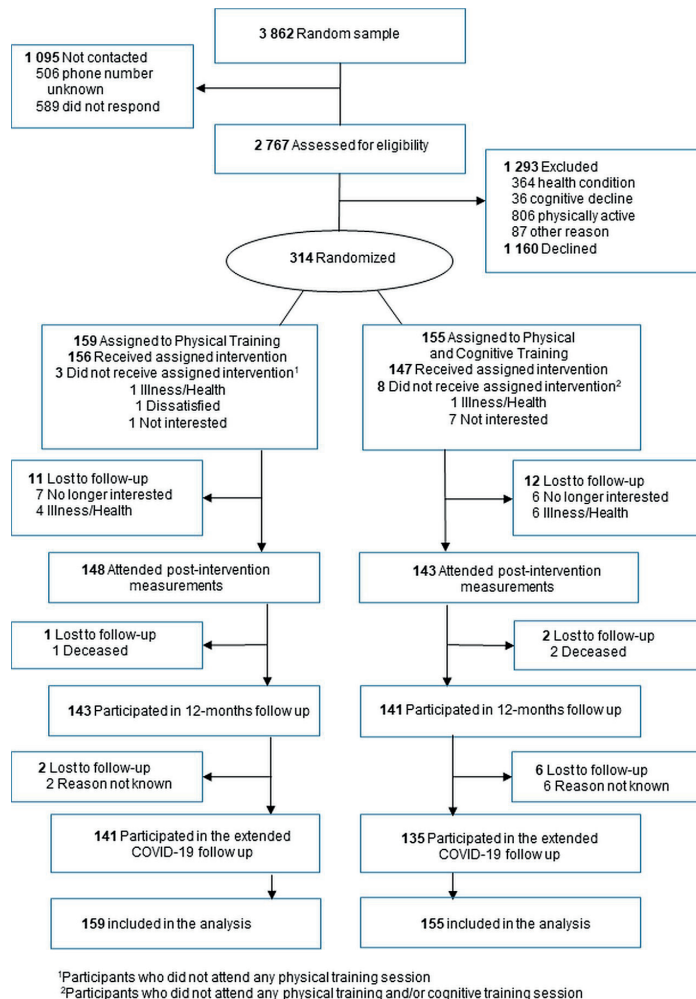 3 862 Random sample
1 095 Not contacted
506 phone number
unknown
589 did not respond
2 767 Assessed for eligibility
1 293 Excluded
364 health condition
36 cognitive decline
806 physically active
87 other reason
1 160 Declined
314 Randomized
159 Assigned to Physical Training
156 Received assigned intervention
3 Did not receive assigned intervention¹
1 Illness/Health
1 Dissatisfied
1 Not interested
155 Assigned to Physical
and Cognitive Training
147 Received assigned intervention
8 Did not receive assigned intervention²
1 Illness/Health
7 Not interested
11 Lost to follow-up
7 No longer interested
4 Illness/Health
12 Lost to follow-up
6 No longer interested
6 Illness/Health
148 Attended post-intervention
measurements
143 Attended post-intervention
measurements
1 Lost to follow-up
1 Deceased
2 Lost to follow-up
2 Deceased
143 Participated in 12-months follow up
141 Participated in 12-months follow up
2 Lost to follow-up
2 Reason not known
6 Lost to follow-up
6 Reason not known
141 Participated in the extended
COVID-19 follow up
135 Participated in the extended
COVID-19 follow up
159 included in the analysis
155 included in the analysis
¹Participants who did not attend any physical training session
²Participants who did not attend any physical training and/or cognitive training session